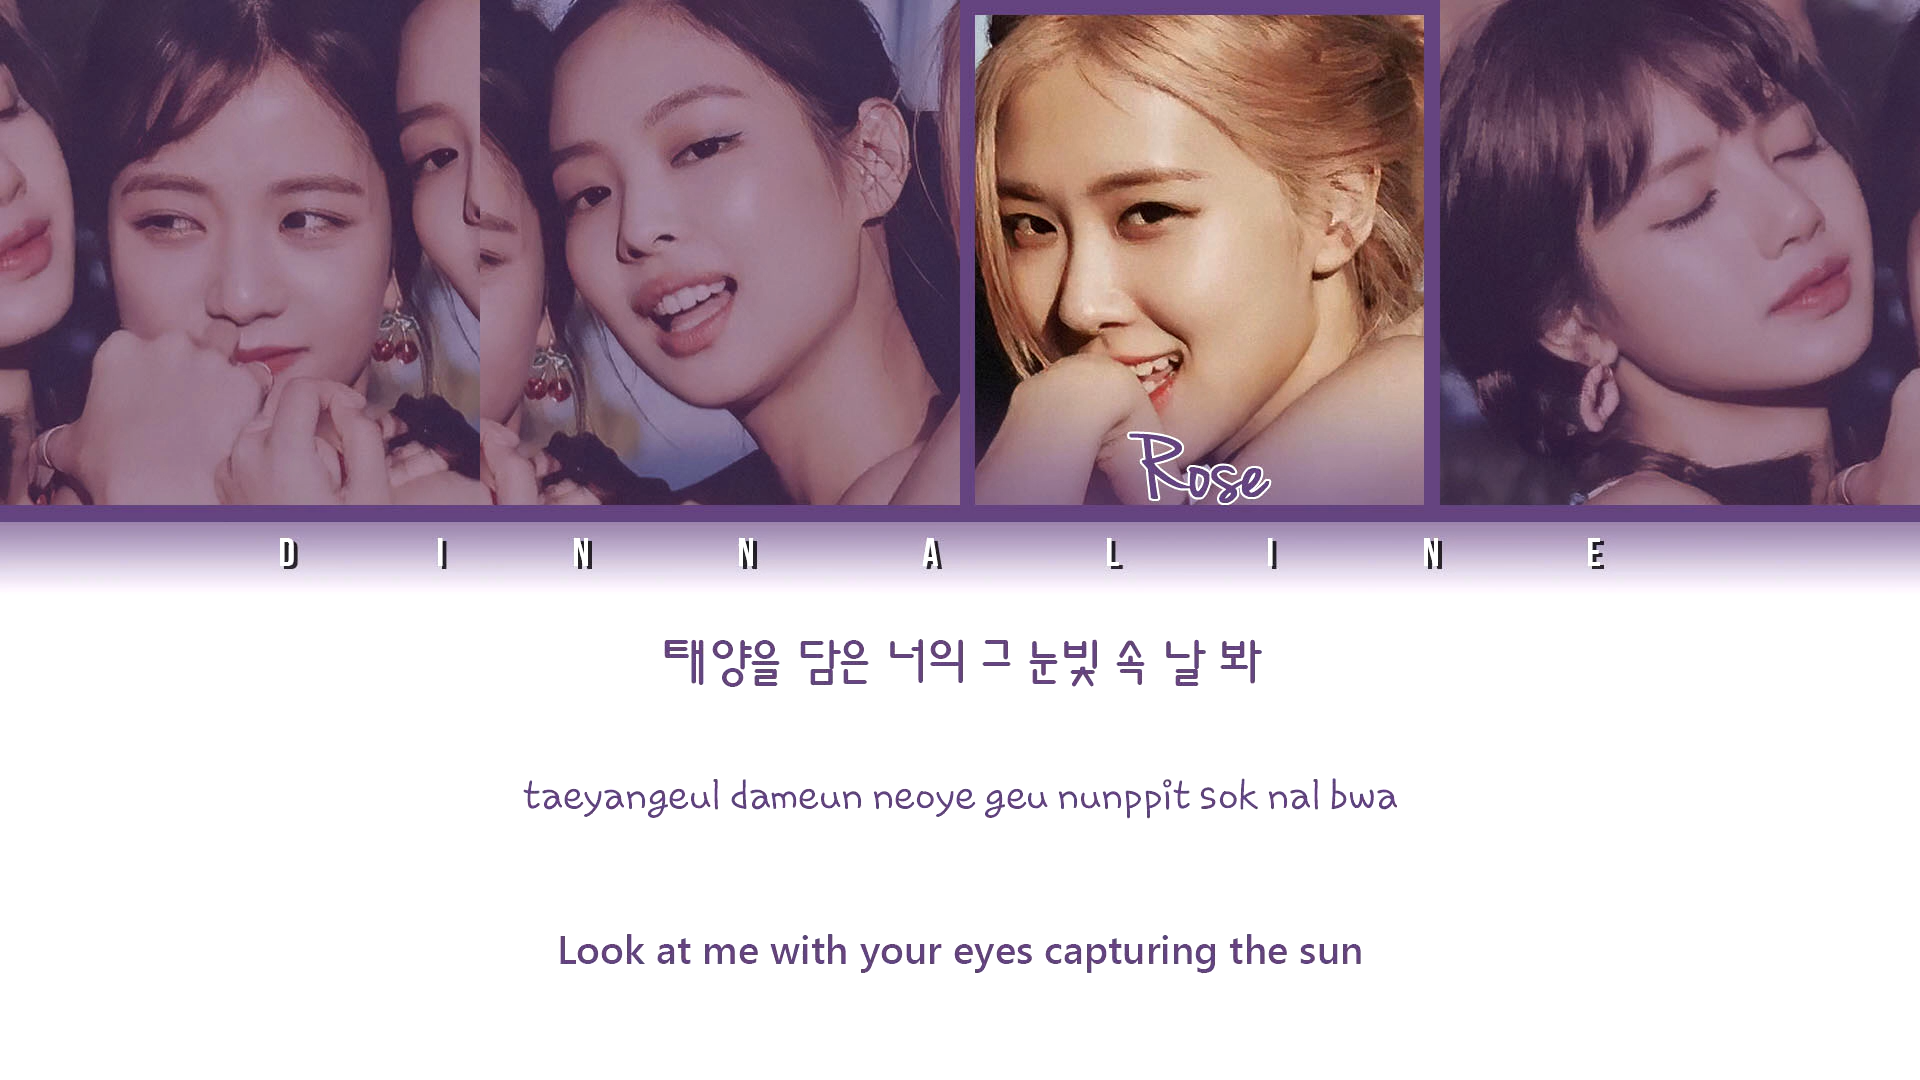 Rose
D I N N A L I N E
태양을 담은 너의 그 눈빛 속 날 봐
taeyangeul dameun neoye geu nunppit sok nal bwa
Look at me with your eyes capturing the sun